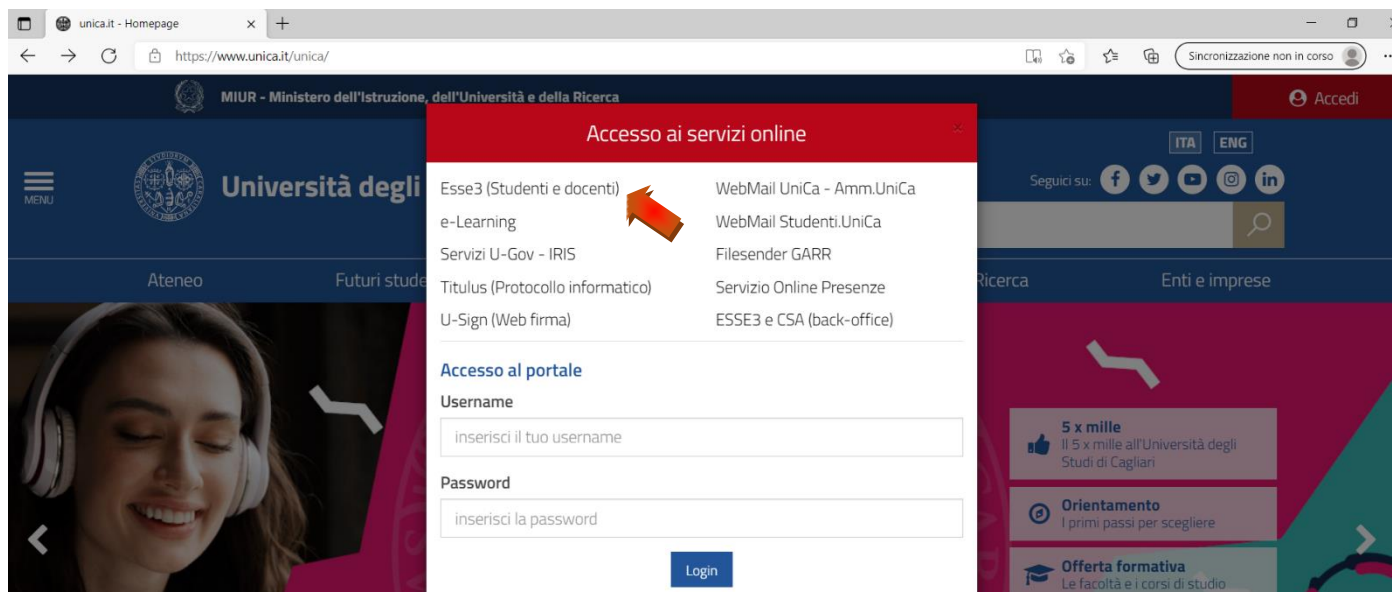 unica.it - Homepage
https://www.unica.it/unica/
Sincronizzazione non in corso
MIUR - Ministero dell'Istruzione, dell'Università e della Ricerca
Accedi
Accesso ai servizi online
×
ITA ENG
MENU
Università degli
Seguici su:
Esse3 (Studenti e docenti)
WebMail UniCa - Amm.UniCa
e-Learning
WebMail Studenti.UniCa
Servizi U-Gov - IRIS
Filesender GARR
Titulus (Protocollo informatico)
Servizio Online Presenze
U-Sign (Web firma)
ESSE3 e CSA (back-office)
Ateneo
Futuri stude
Ricerca
Enti e imprese
Accesso al portale
Username
inserisci il tuo username
Password
inserisci la password
Login
5 x mille
Il 5 x mille all'Università degli
Studi di Cagliari
Orientamento
I primi passi per scegliere
Offerta formativa
Le facoltà e i corsi di studio